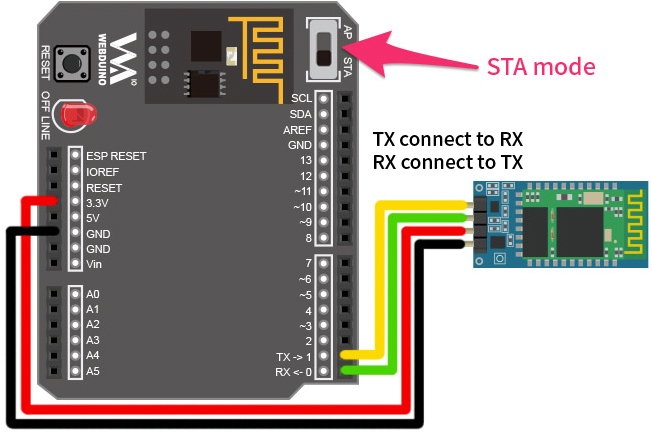 RESET
WEBDUINO
IO
AP
STA
STA mode
OFF LINE
SCL
SDA
AREF
GND
13
12
~11
~10
~9
8
TX connect to RX
RX connect to TX
ESP RESET
IOREF
RESET
3.3V
5V
GND
GND
Vin
7
~6
~5
4
~3
2
TX -> 1
RX <- 0
A0
A1
A2
A3
A4
A5